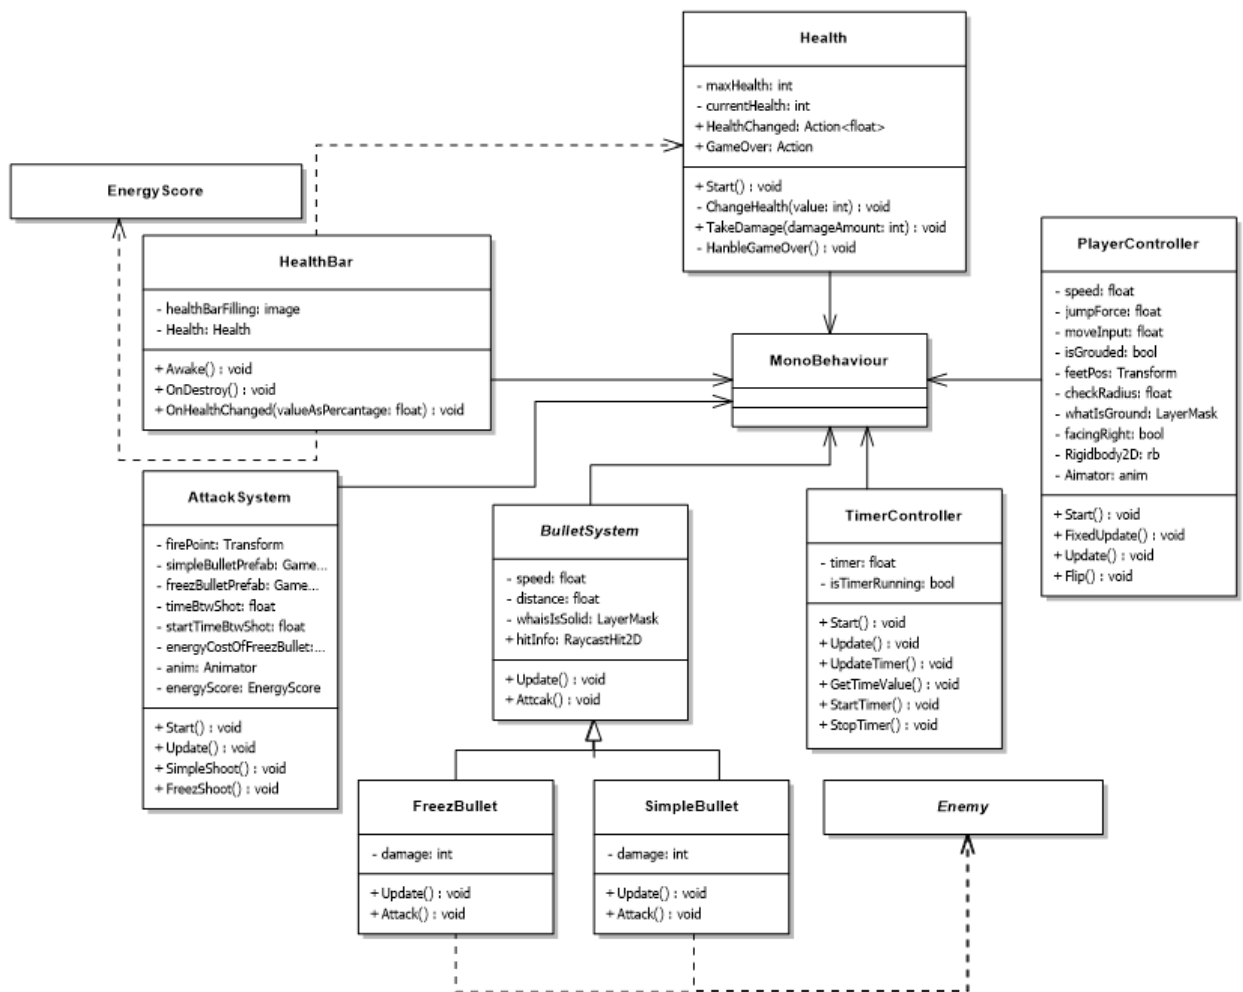 Health
- maxHealth: int
- currentHealth: int
+ HealthChanged: Action<float>
+ GameOver: Action
+ Start() : void
- ChangeHealth(value: int) : void
+ TakeDamage(damageAmount: int) : void
- HanbleGameOver() : void
EnergyScore
HealthBar
- healthBarFilling: image
- Health: Health
+ Awake() : void
+ OnDestroy() : void
+ OnHealthChanged(valueAsPercantage: float) : void
MonoBehaviour
PlayerController
- speed: float
- jumpForce: float
- moveInput: float
- isGrouded: bool
- feetPos: Transform
- checkRadius: float
- whatIsGround: LayerMask
- facingRight: bool
- Rigidbody2D: rb
- Aimator: anim
+ Start() : void
+ FixedUpdate() : void
+ Update() : void
+ Flip() : void
AttackSystem
- firePoint: Transform
- simpleBulletPrefab: Game...
- freezBulletPrefab: Game...
- timeBtwShot: float
- startTimeBtwShot: float
- energyCostOfFreezBullet:...
- anim: Animator
- energyScore: EnergyScore
+ Start() : void
+ Update() : void
+ SimpleShoot() : void
+ FreezShoot() : void
BulletSystem
- speed: float
- distance: float
- whaisIsSolid: LayerMask
+ hitInfo: RaycastHit2D
+ Update() : void
+ Attcak() : void
TimerController
- timer: float
- isTimerRunning: bool
+ Start() : void
+ Update() : void
+ UpdateTimer() : void
+ GetTimeValue() : void
+ StartTimer() : void
+ StopTimer() : void
FreezBullet
- damage: int
+ Update() : void
+ Attack() : void
SimpleBullet
- damage: int
+ Update() : void
+ Attack() : void
Enemy